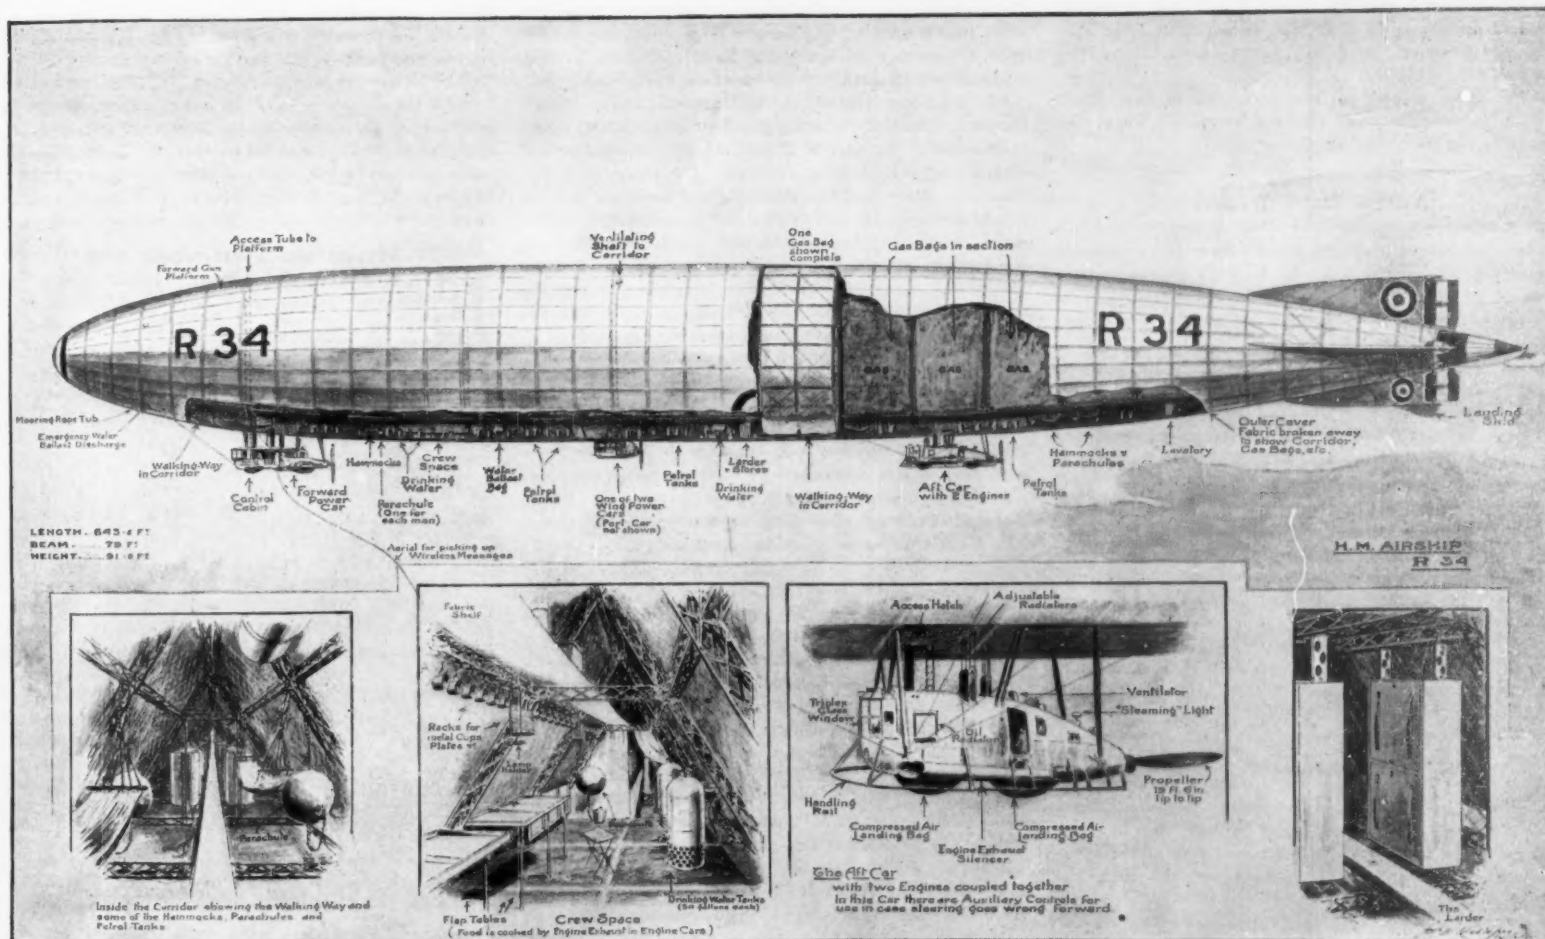 Access Tube to
Platform
Forward Gun
Platform
Ventilating
Shaft to
Corridor
One
Gas Bag
shown
complete
Gas Bags in section
R 34
GAS
GAS
GAS
R 34
Mooring Rope Tub
Emergency Water
Ballast Discharge
Walking-Way
in Corridor
Control
Cabin
Forward
Power
Car
Hammocks
Parachute
(One for
each man)
Drinking
Water
Crew
Space
Water
Ballast
Bag
Petrol
Tanks
One of two
Wing Power
Cars
(Port Car
not shown)
Petrol
Tanks
Drinking
Water
Larder
& Stores
Walking-Way
in Corridor
Aft Car
with 2 Engines
Petrol
Tanks
Hammocks &
Parachutes
Lavatory
Outer Cover
Fabric broken away
to show Corridor,
Gas Bags, etc.
Landing
Skid
LENGTH. 643
BEAM. 79 FT
HEIGHT. 91
Aerial for picking up
Wireless Messages
H.M. AIRSHIP
R 34
Parachute
Inside the Corridor showing the Walking Way and
some of the Hammocks, Parachutes and
Petrol Tanks
Fabric
Shelf
Racks for
metal Cups
Plates
Lamp
Flap Tables
Drinking Water Tanks
Crew Space
(Food is cooked by Engine Exhaust in Engine Cars)
Access Hatch
Adjustable
Radiators
Triplex
Glass
Window
Oil
Radiator
Ventilator
"Steaming" Light
Handling
Rail
Propeller
19 Ft. 6 in
Tip to Tip
Compressed Air
Landing Bag
Engine Exhaust
Silencer
Compressed Air
Landing Bag
The Aft Car
with two Engines coupled together
In this Car there are Auxiliary Controls for
use in case steering goes wrong forward
The
Larder